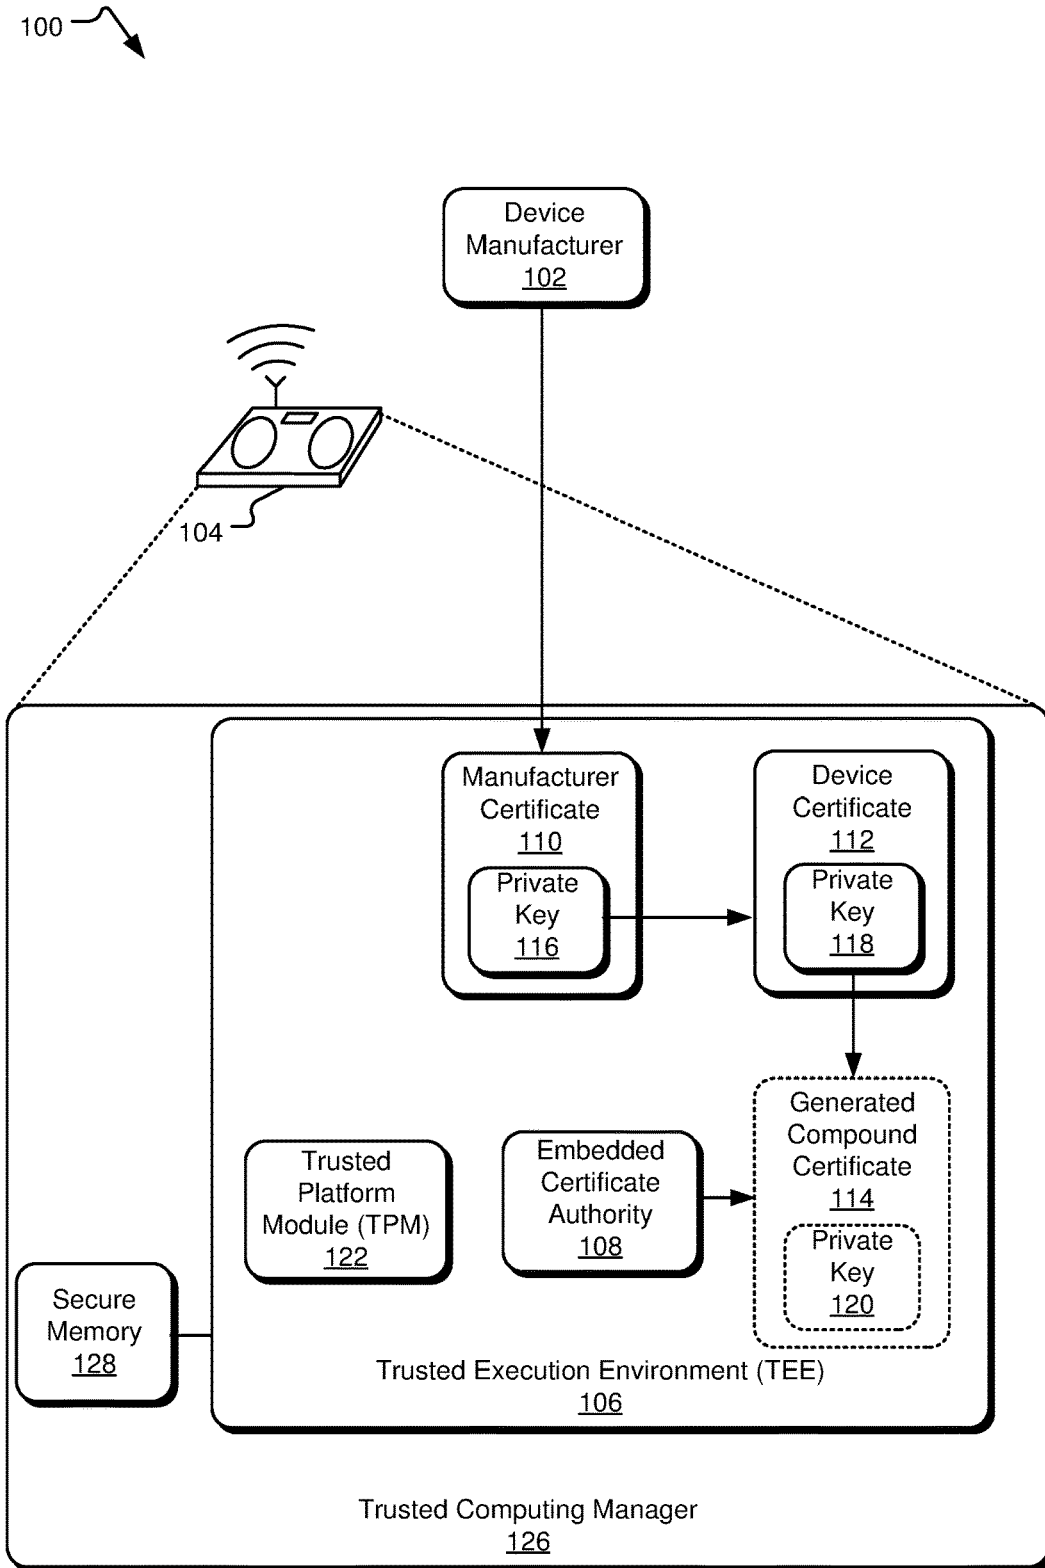 100
Device
Manufacturer
102
104
Manufacturer
Certificate
110
Private
Key
116
Device
Certificate
112
Private
Key
118
Generated
Compound
Certificate
114
Private
Key
120
Embedded
Certificate
Authority
108
Trusted
Platform
Module (TPM)
122
Secure
Memory
128
Trusted Execution Environment (TEE)
106
Trusted Computing Manager
126